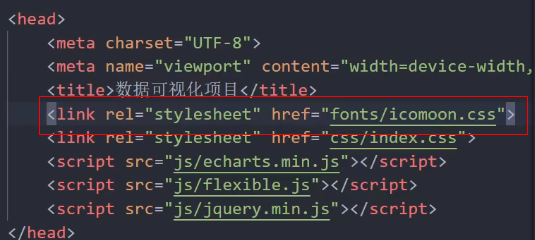 <head>
<meta charset="UTF-8">
<meta name="viewport" content="width=device-width,
<title>数据可视化项目</title>
<link rel="stylesheet" href="fonts/icomoon.css">
<link rel="stylesheet" href="css/index.css">
<script src="js/echarts.min.js"></script>
<script src="js/flexible.js"></script>
<script src="js/jquery.min.js"></script>
</head>